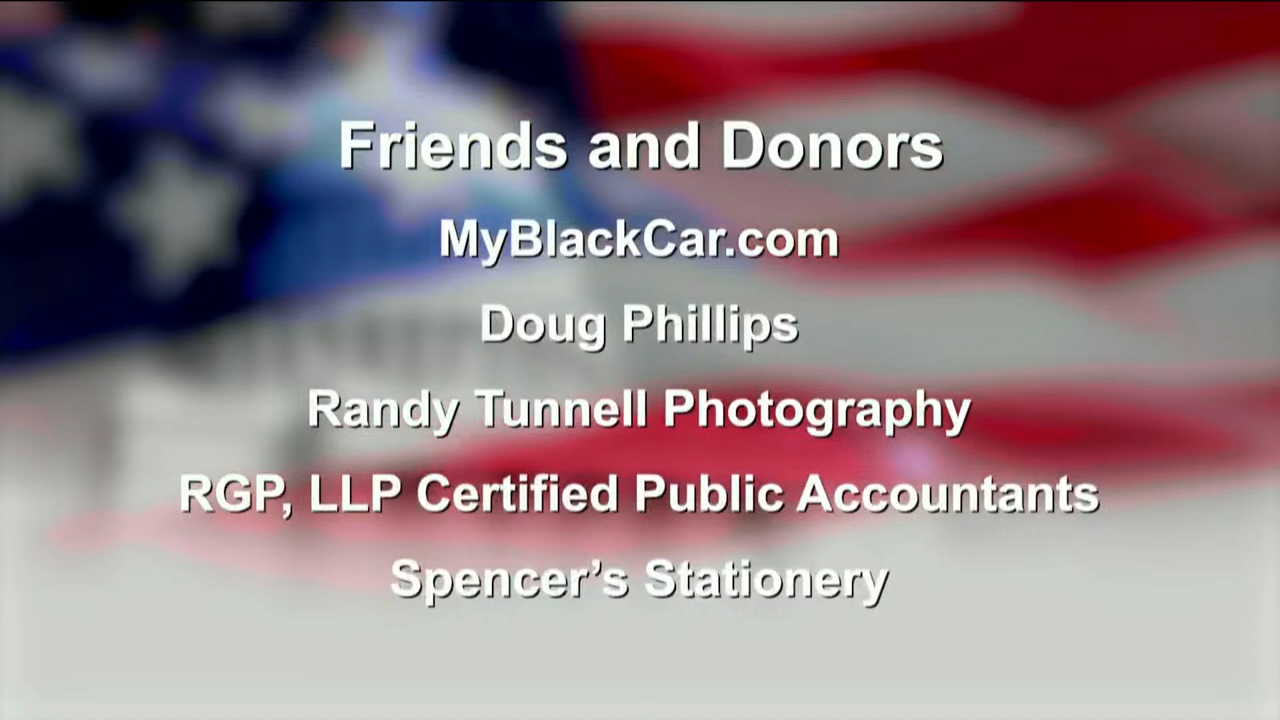 Friends and Donors
MyBlackCar.com
Doug Phillips
Randy Tunnell Photography
RGP, LLP Certified Public Accountants
Spencer’s Stationery